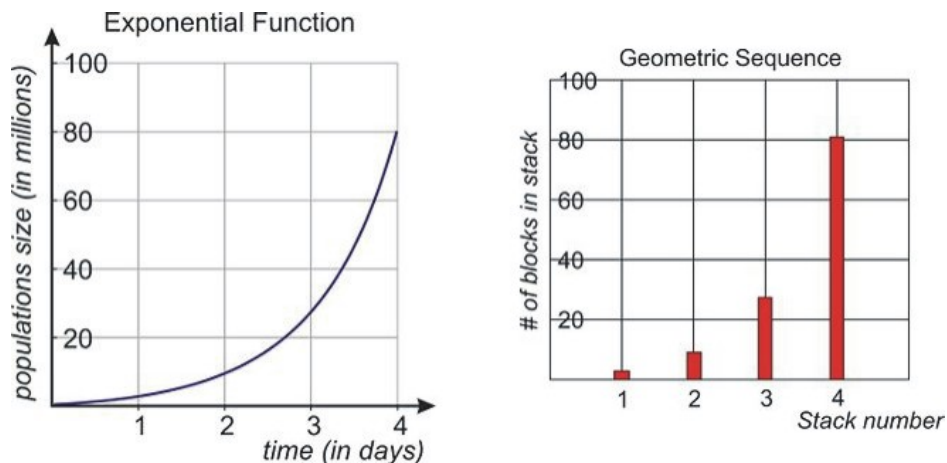 Exponential Function
populations size (in millions)
100
80
60
40
20
1 2 3 4
time (in days)
Geometric Sequence
# of blocks in stack
100
80
60
40
20
1 2 3 4
Stack number